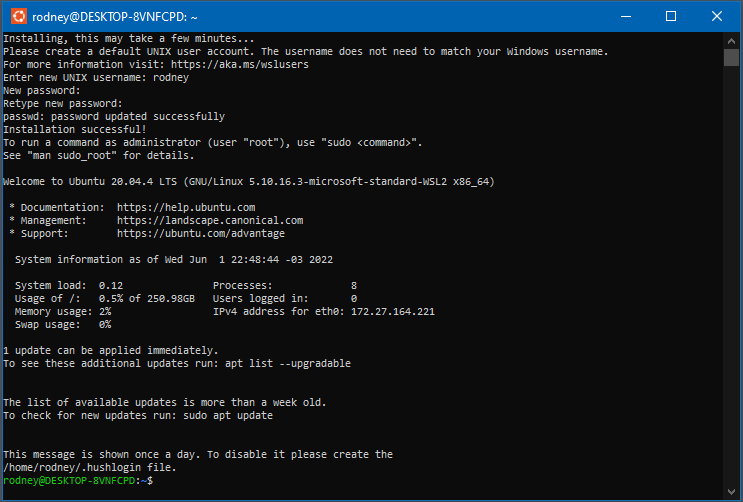 rodney@DESKTOP-8VNFCPD: ~
Installing, this may take a few minutes...
Please create a default UNIX user account. The username does not need to match your Windows username.
For more information visit: https://aka.ms/wslusers
Enter new UNIX username: rodney
New password:
Retype new password:
passwd: password updated successfully
Installation successful!
To run a command as administrator (user "root"), use "sudo <command>".
See "man sudo_root" for details.
Welcome to Ubuntu 20.04.4 LTS (GNU/Linux 5.10.16.3-microsoft-standard-WSL2 x86_64)
* Documentation:  https://help.ubuntu.com
* Management:     https://landscape.canonical.com
* Support:        https://ubuntu.com/advantage
System information as of Wed Jun  1 22:48:44 -03 2022
System load:  0.12               Processes:             8
Usage of /:   0.5% of 250.98GB   Users logged in:       0
Memory usage: 2%                 IPv4 address for eth0: 172.27.164.221
Swap usage:   0%
1 update can be applied immediately.
To see these additional updates run: apt list --upgradable
The list of available updates is more than a week old.
To check for new updates run: sudo apt update
This message is shown once a day. To disable it please create the
/home/rodney/.hushlogin file.
rodney@DESKTOP-8VNFCPD:~$